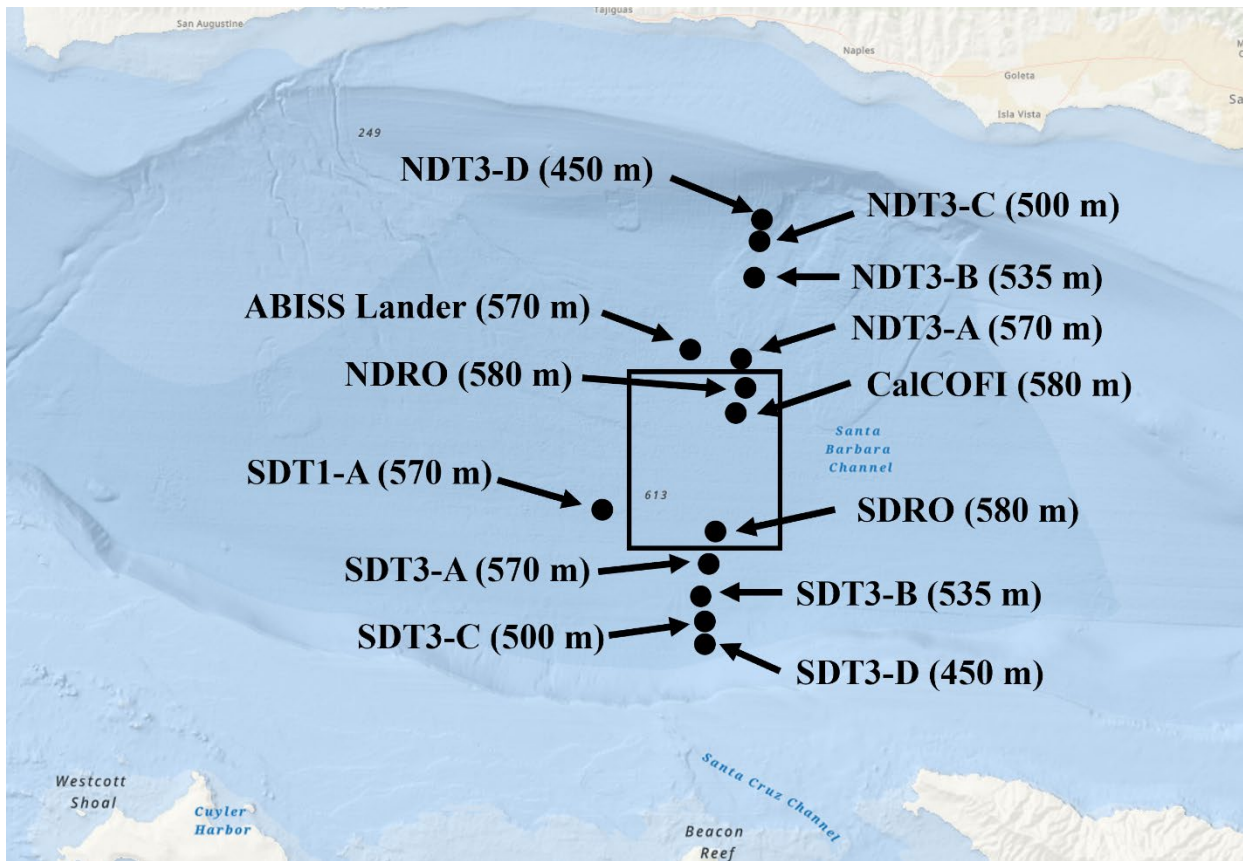 Tajiguas
San Augustine
Naples
Goleta
Isla Vista
Sa
249
NDT3-D (450 m)
NDT3-C (500 m)
NDT3-B (535 m)
ABISS Lander (570 m)
NDT3-A (570 m)
NDRO (580 m)
CalCOFI (580 m)
Santa
Barbara
Channel
SDT1-A (570 m)
613
SDRO (580 m)
SDT3-A (570 m)
SDT3-B (535 m)
SDT3-C (500 m)
SDT3-D (450 m)
Santa Cruz Channel
Westcott
Shoal
Cuyler
Harbor
Beacon
Reef